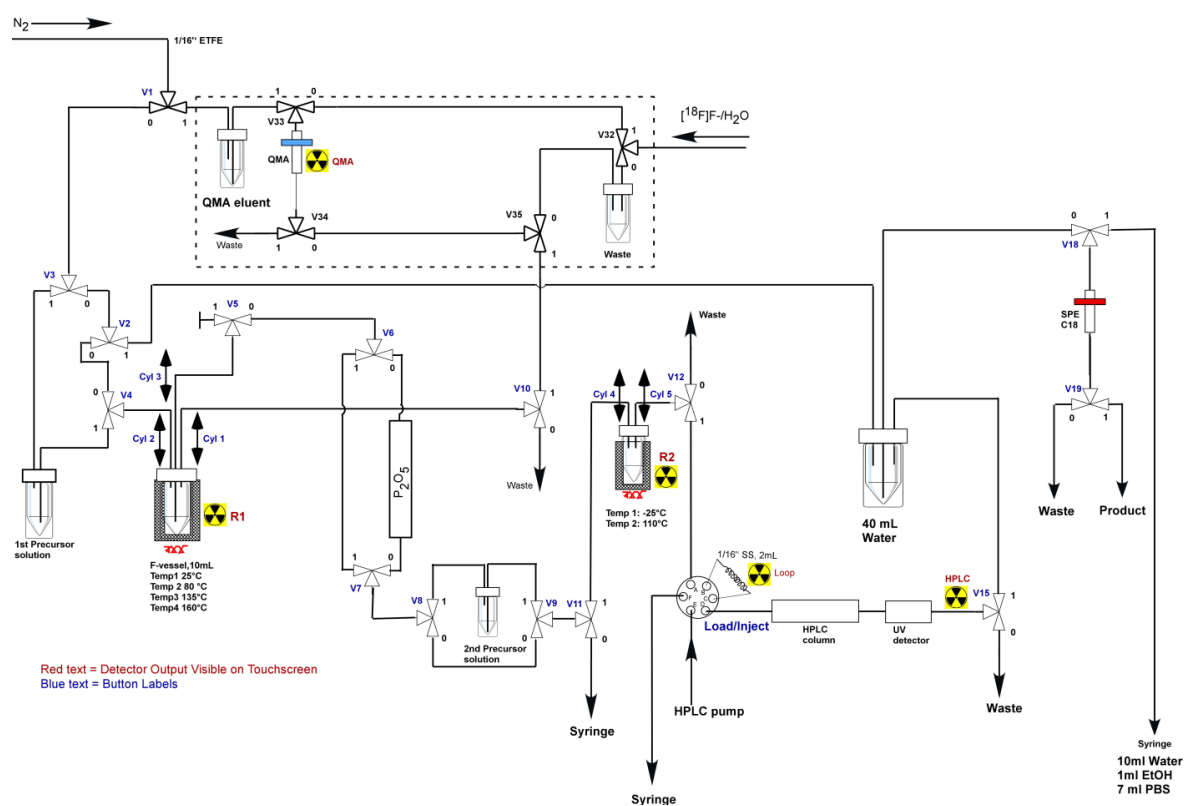 N2
1/16" ETFE
V1
0 1
1 0
V33
QMA
QMA
QMA eluent
[18F]F-/H2O
V32
1
0
Waste
V34
Waste
1 0
V35
0
1
V3
1 0
V2
0 1
V4
0
1
V5
1 0
V6
1 0
Cyl 3
Cyl 2
Cyl 1
P2O5
V10
1
0
Waste
1st Precursor
solution
R1
F-vessel,10mL
Temp1 25°C
Temp 2 80 °C
Temp3 135°C
Temp4 160°C
1 0
V7
V8
1
0
2nd Precursor
solution
V9
1
0
V11
1
0
Syringe
Waste
V12
0
1
Cyl 4
Cyl 5
R2
Temp 1: -25°C
Temp 2: 110°C
1/16" SS, 2mL
Loop
A
B
C
D
E
F
Load/Inject
HPLC pump
Syringe
HPLC
column
UV
detector
HPLC
V15
1
0
Waste
40 mL
Water
0 1
V18
SPE
C18
V19
0 1
Waste
Product
Syringe
10ml Water
1ml EtOH
7 ml PBS
Red text = Detector Output Visible on Touchscreen
Blue text = Button Labels